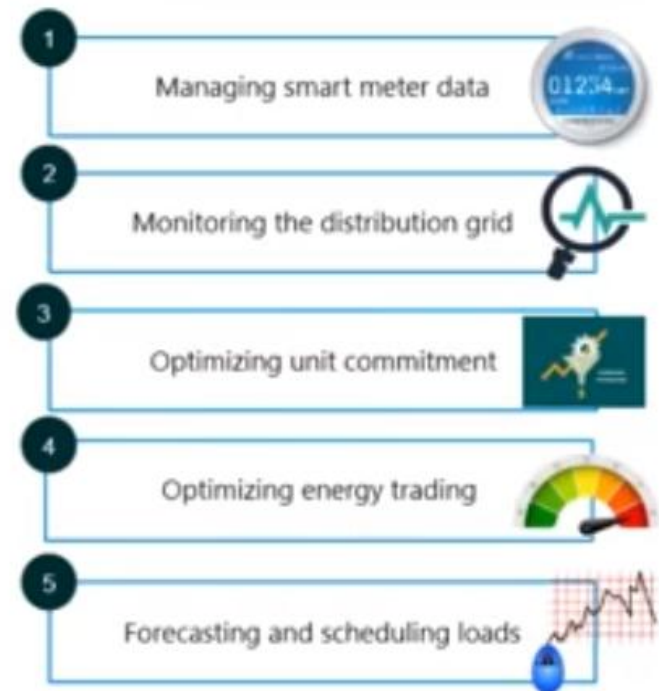 1
Managing smart meter data
01234
2
Monitoring the distribution grid
3
Optimizing unit commitment
4
Optimizing energy trading
5
Forecasting and scheduling loads